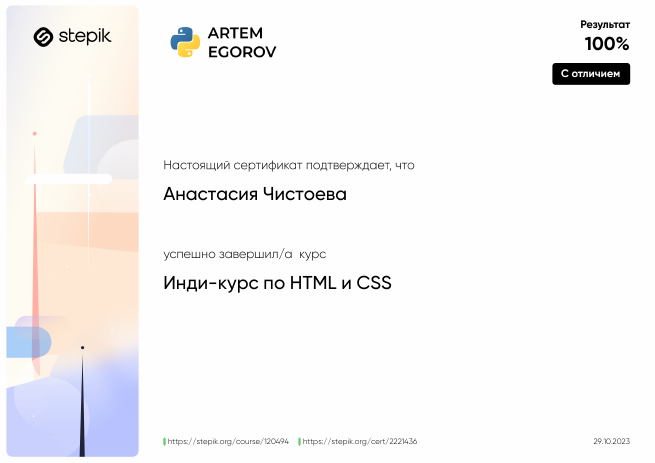 stepik
ARTEM
EGOROV
Результат
100%
С отличием
Настоящий сертификат подтверждает, что
Анастасия Чистоева
успешно завершил/а курс
Инди-курс по HTML и CSS
https://stepik.org/course/120494 https://stepik.org/cert/2221436
29.10.2023